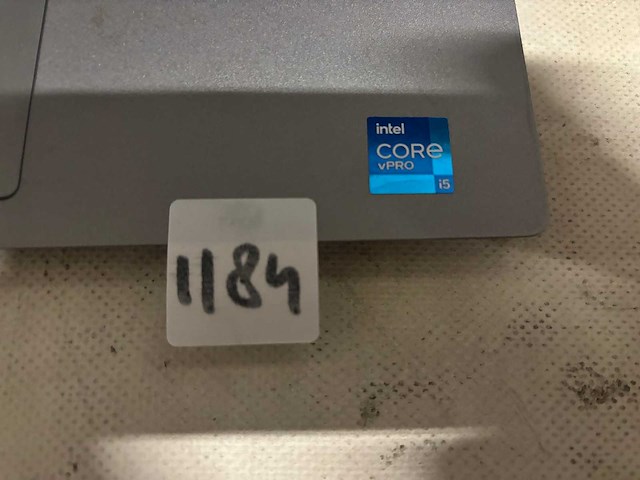 intel
CORe
vPRO
i5
1184